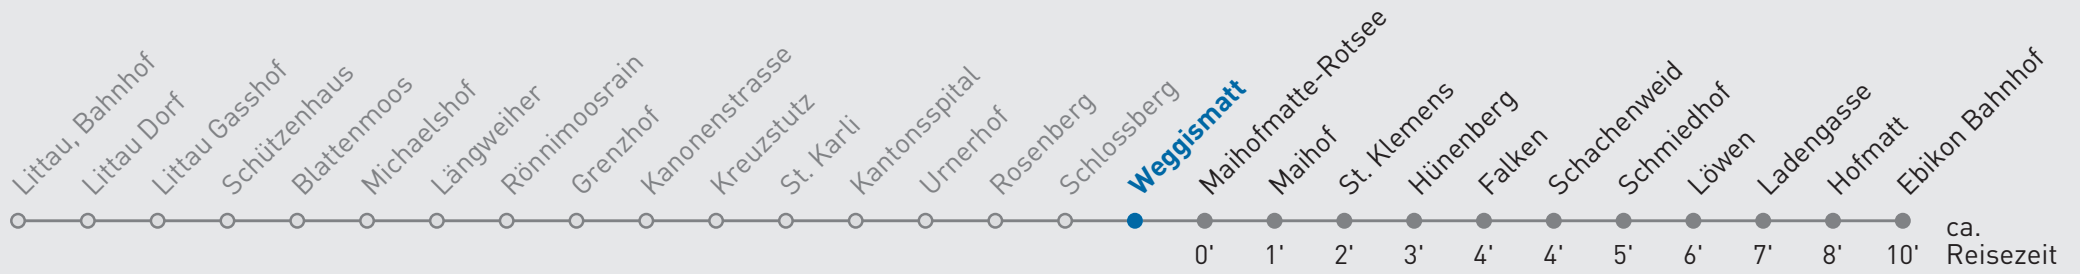 Littau, Bahnhof
Littau Dorf
Littau Gasshof
Schützenhaus
Blattenmoos
Michaelshof
Längweiher
Rönnimoosrain
Grenzhof
Kanonenstrasse
Kreuzstutz
St. Karli
Kantonsspital
Urnerhof
Rosenberg
Schlossberg
Weggismatt
Maihofmatte-Rotsee
Maihof
St. Klemens
Hünenberg
Falken
Schachenweid
Schmiedhof
Löwen
Ladengasse
Hofmatt
Ebikon Bahnhof
0' 1' 2' 3' 4' 4' 5' 6' 7' 8' 10'
ca.
Reisezeit